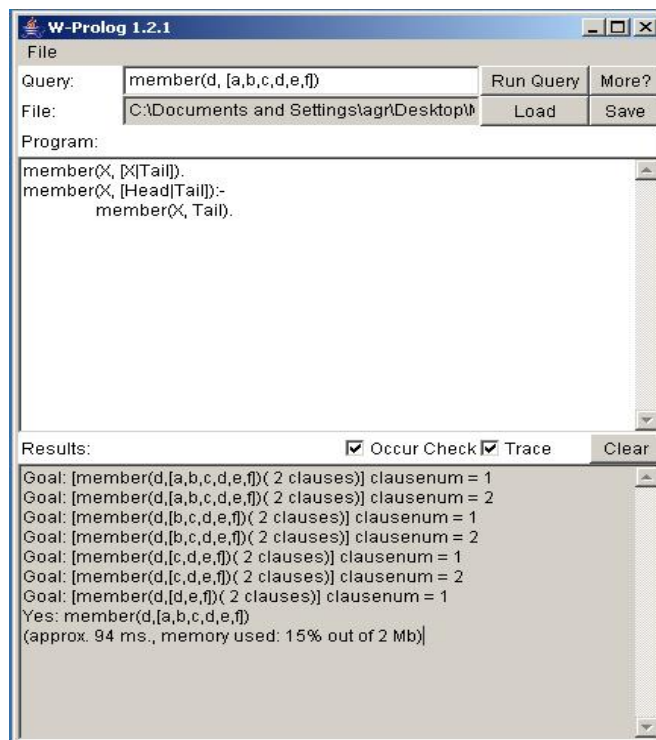 W-Prolog 1.2.1
File
Query: member(d, [a,b,c,d,e,f]) Run Query More?
File: C:\Documents and Settings\agr\Desktop\M Load Save
Program:
member(X, [X|Tail]).
member(X, [Head|Tail]):-
member(X, Tail).
Results: Occur Check Trace Clear
Goal: [member(d,[a,b,c,d,e,f])( 2 clauses)] clausenum = 1
Goal: [member(d,[a,b,c,d,e,f])( 2 clauses)] clausenum = 2
Goal: [member(d,[b,c,d,e,f])( 2 clauses)] clausenum = 1
Goal: [member(d,[b,c,d,e,f])( 2 clauses)] clausenum = 2
Goal: [member(d,[c,d,e,f])( 2 clauses)] clausenum = 1
Goal: [member(d,[c,d,e,f])( 2 clauses)] clausenum = 2
Goal: [member(d,[d,e,f])( 2 clauses)] clausenum = 1
Yes: member(d,[a,b,c,d,e,f])
(approx. 94 ms., memory used: 15% out of 2 Mb)